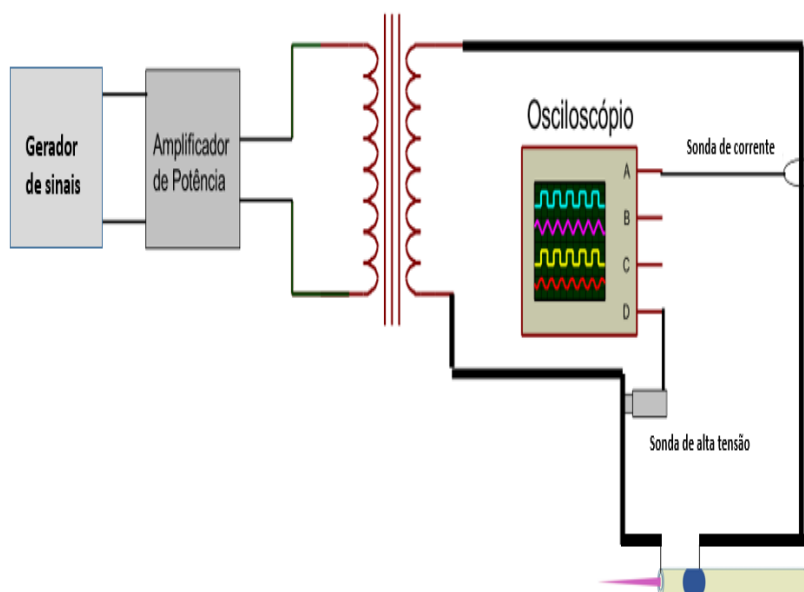 Gerador
de sinais
Amplificador
de Potência
Osciloscópio
A
B
C
D
Sonda de corrente
Sonda de alta tensão